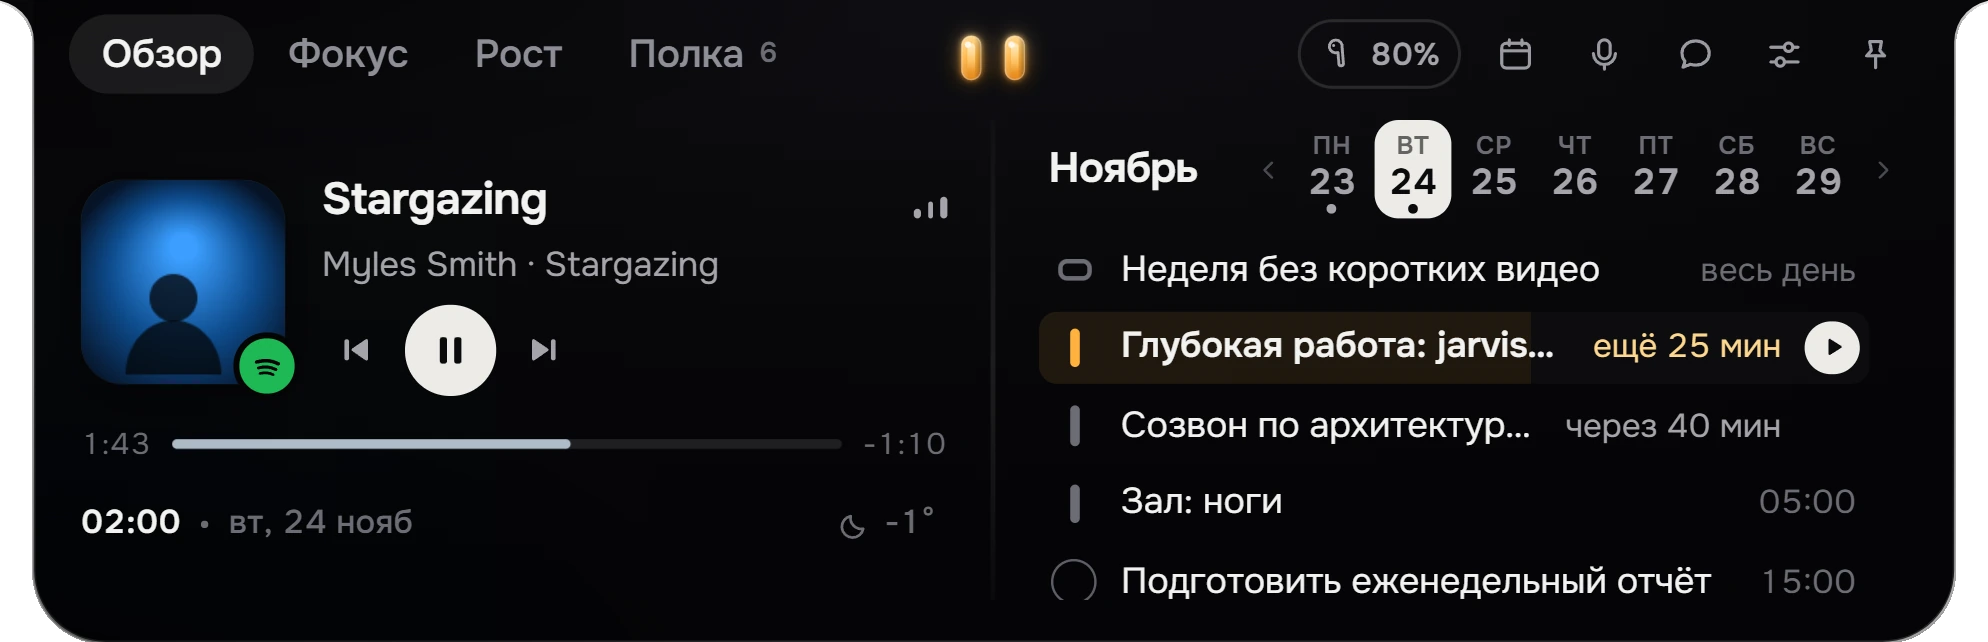 Обзор Фокус Рост Полка 6 80%
Stargazing
Myles Smith · Stargazing
1:43 -1:10
02:00 • вт, 24 нояб -1°
Ноябрь
ПН ВТ СР ЧТ ПТ СБ ВС
23 24 25 26 27 28 29
Неделя без коротких видео весь день
Глубокая работа: jarvis... ещё 25 мин
Созвон по архитектур... через 40 мин
Зал: ноги 05:00
Подготовить еженедельный отчёт 15:00